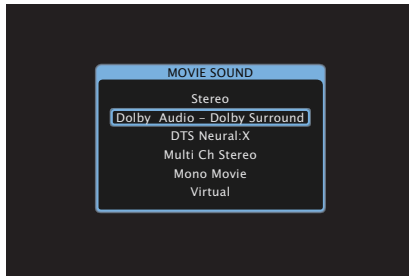 MOVIE SOUND
Stereo
Dolby Audio – Dolby Surround
DTS Neural:X
Multi Ch Stereo
Mono Movie
Virtual